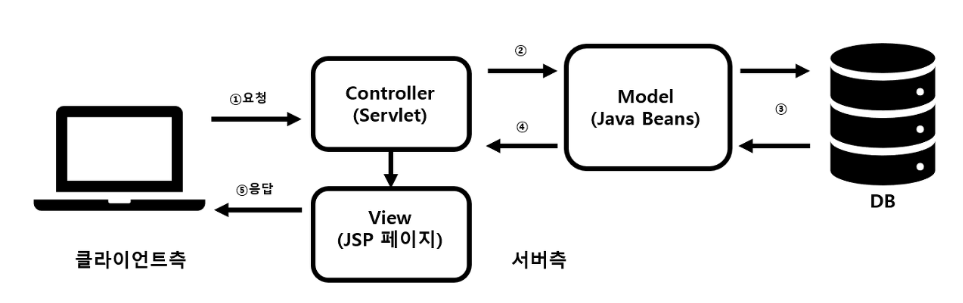 ①요청
Controller
(Servlet)
②
④
Model
(Java Beans)
③
DB
⑤응답
View
(JSP 페이지)
클라이언트측
서버측